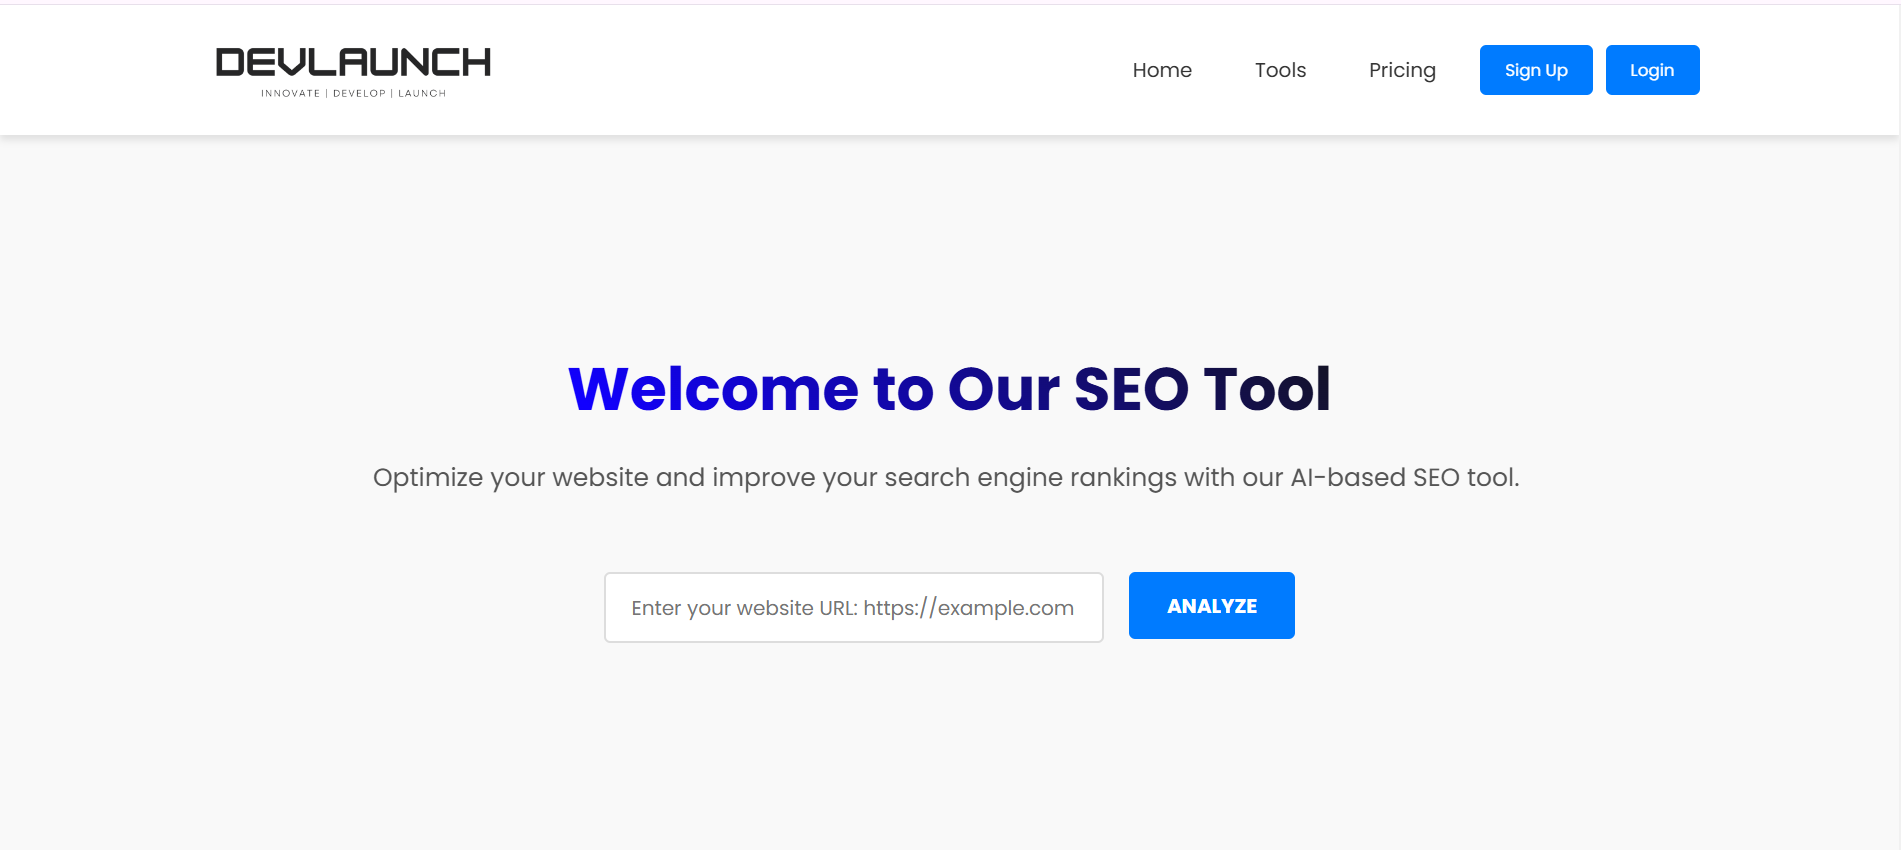 DEVLAUNCH
INNOVATE | DEVELOP | LAUNCH
Home
Tools
Pricing
Sign Up
Login
Welcome to Our SEO Tool
Optimize your website and improve your search engine rankings with our AI-based SEO tool.
Enter your website URL: https://example.com
ANALYZE